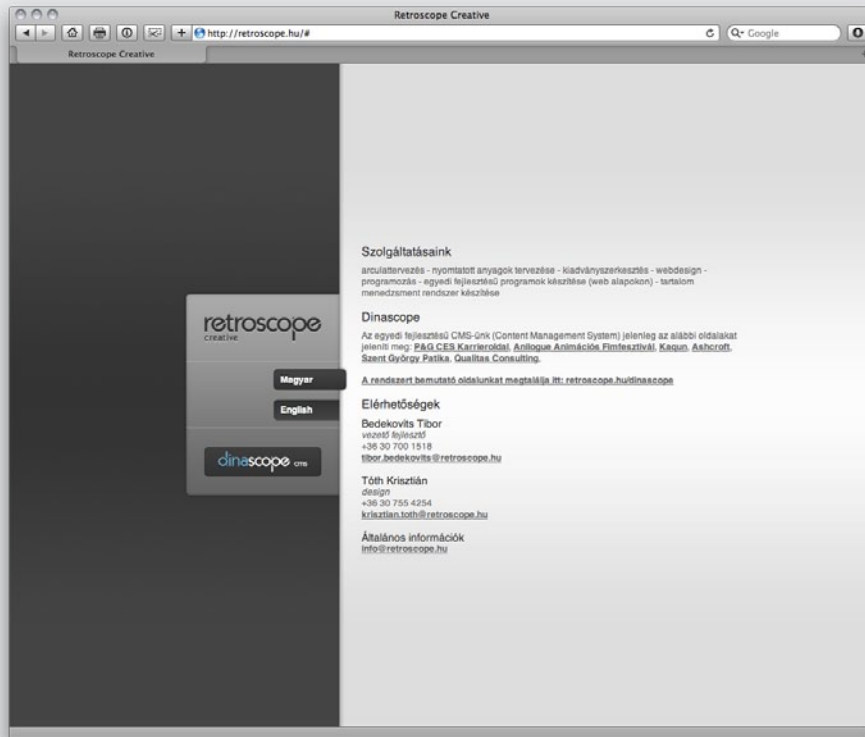 Retroscope Creative
http://retroscope.hu/#
Google
Retroscope Creative
retroscope
creative
Magyar
English
dinascope cms
Szolgáltatásaink
arculattervezés - nyomtatott anyagok tervezése - kiadványszerkesztés - webdesign -
programozás - egyedi fejlesztésű programok készítése (web alapokon) - tartalom
menedzsment rendszer készítése
Dinascope
Az egyedi fejlesztésű CMS-ünk (Content Management System) jelenleg az alábbi oldalakat
jeleníti meg: P&G CES Karrieroldal, Anilogue Animációs Fimfesztivál, Kaqun, Ashcroft,
Szent György Patika, Qualitas Consulting,
A rendszert bemutató oldalunkat megtalálja itt: retroscope.hu/dinascope
Elérhetőségek
Bedekovits Tibor
vezető fejlesztő
+36 30 700 1518
tibor.bedekovits@retroscope.hu
Tóth Krisztián
design
+36 30 755 4254
krisztian.toth@retroscope.hu
Általános információk
info@retroscope.hu